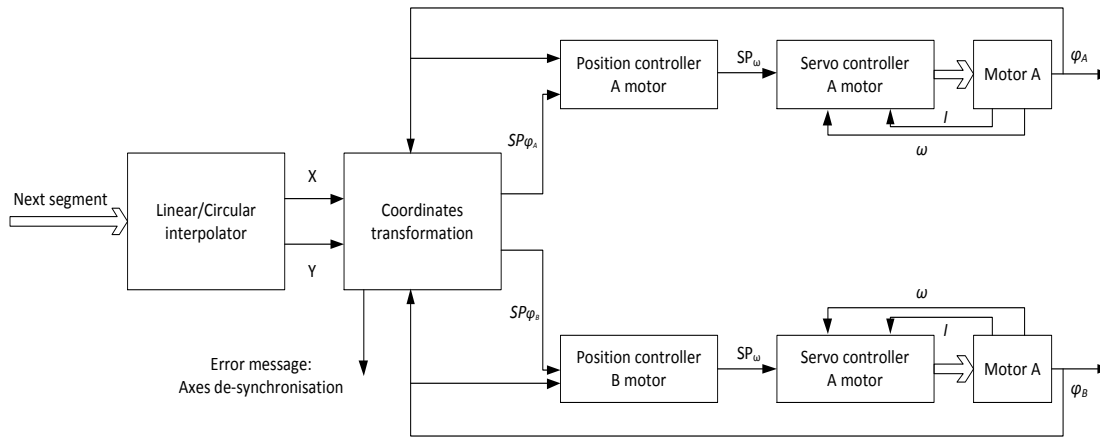 Next segment
Linear/Circular
interpolator
X
Y
Coordinates
transformation
Error message:
Axes de-synchronisation
SPφA
Position controller
A motor
SPω
Servo controller
A motor
Motor A
I
ω
φA
SPφB
Position controller
B motor
SPω
Servo controller
A motor
Motor A
ω
I
φB